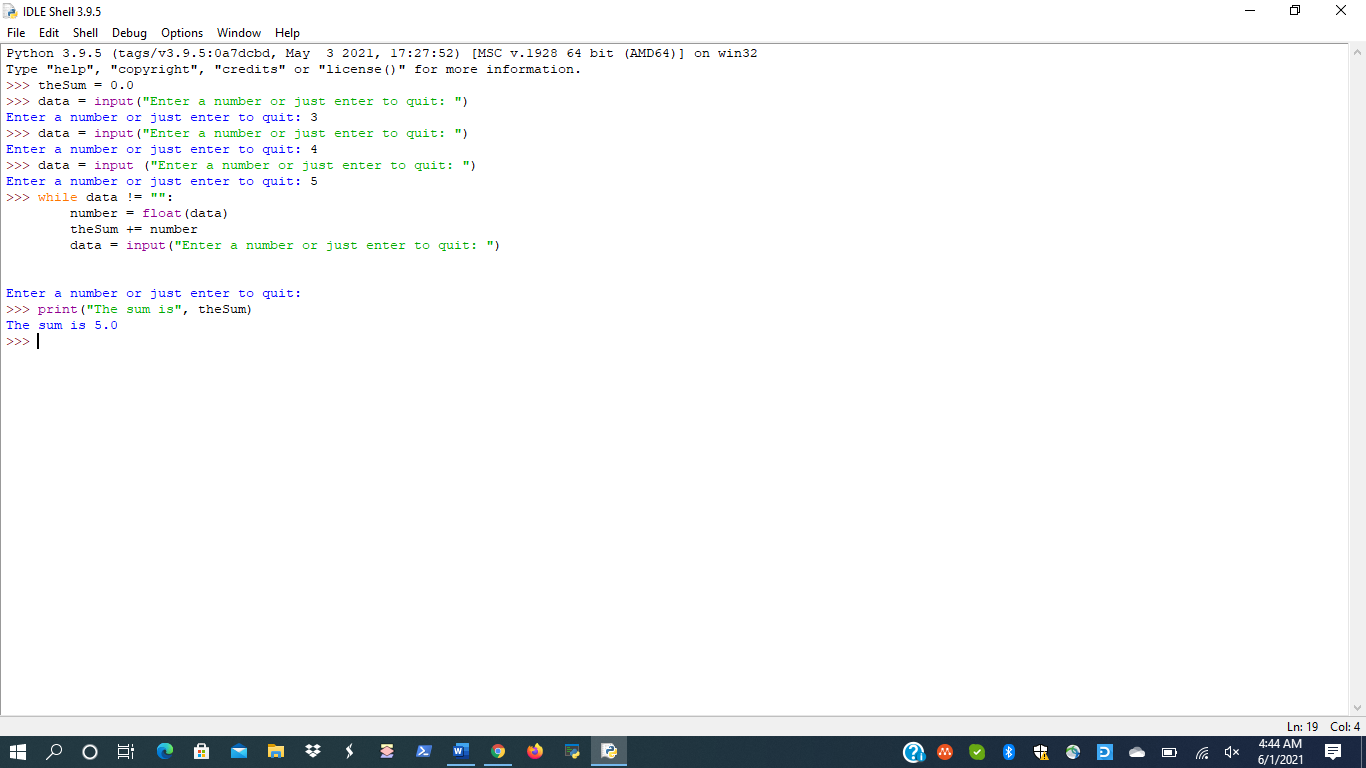 IDLE Shell 3.9.5
File Edit Shell Debug Options Window Help
Python 3.9.5 (tags/v3.9.5:0a7dcbd, May  3 2021, 17:27:52) [MSC v.1928 64 bit (AMD64)] on win32
Type "help", "copyright", "credits" or "license()" for more information.
>>> theSum = 0.0
>>> data = input("Enter a number or just enter to quit: ")
Enter a number or just enter to quit: 3
>>> data = input("Enter a number or just enter to quit: ")
Enter a number or just enter to quit: 4
>>> data = input ("Enter a number or just enter to quit: ")
Enter a number or just enter to quit: 5
>>> while data != "":
        number = float(data)
        theSum += number
        data = input("Enter a number or just enter to quit: ")
Enter a number or just enter to quit:
>>> print("The sum is", theSum)
The sum is 5.0
>>>
Ln: 19 Col: 4
4:44 AM
6/1/2021